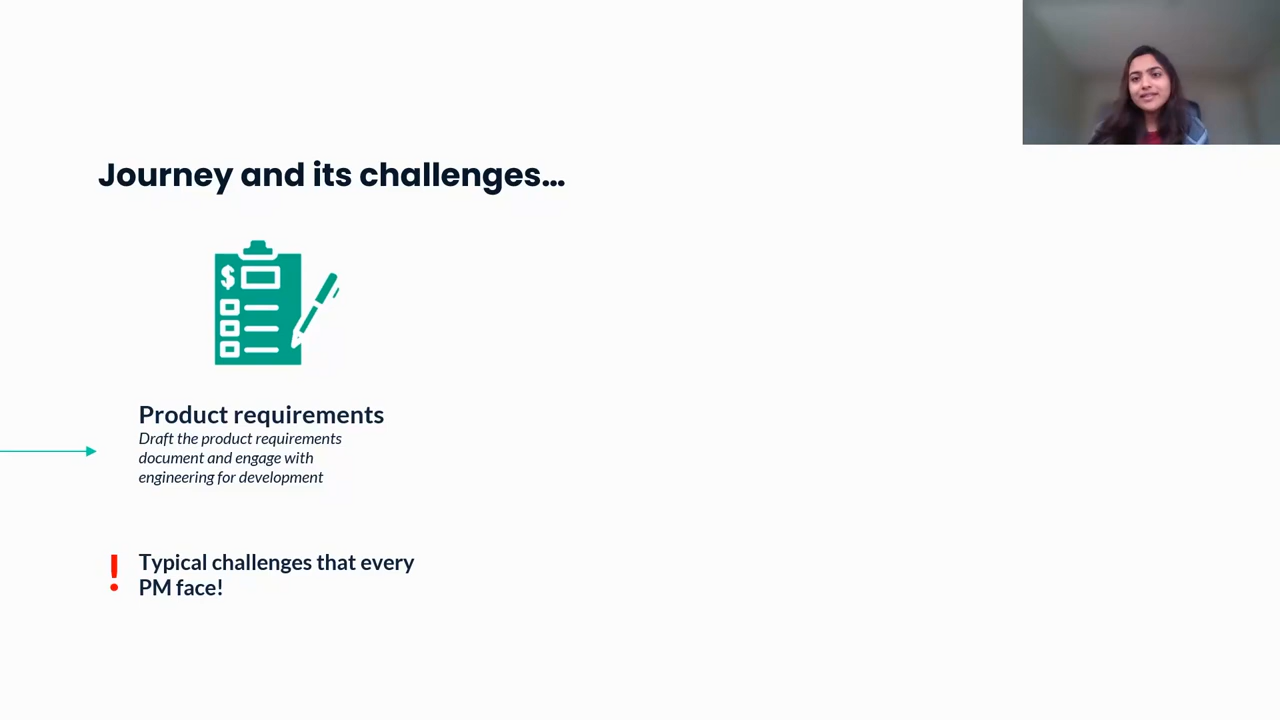 Journey and its challenges...
$
Product requirements
Draft the product requirements
document and engage with
engineering for development
! Typical challenges that every
PM face!